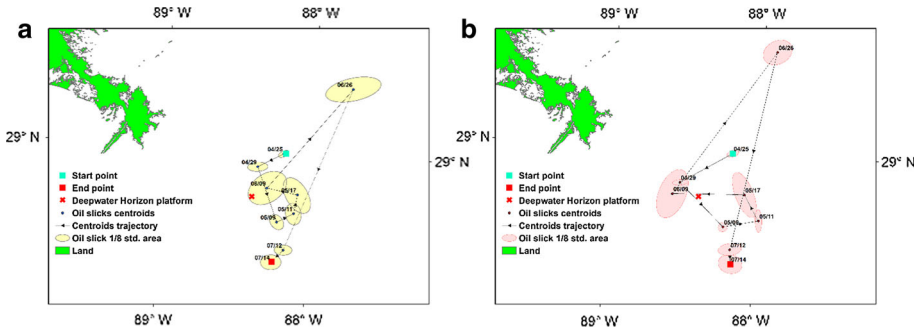 a
89° W
88° W
29° N
29° N
06/26
04/25
04/29
06/09
05/17
05/11
05/09
07/12
07/14
Start point
End point
Deepwater Horizon platform
Oil slicks centroids
Centroids trajectory
Oil slick 1/8 std. area
Land
89° W
88° W
b
89° W
88° W
29° N
29° N
06/26
04/25
04/29
06/09
05/17
05/11
05/09
07/12
07/14
Start point
End point
Deepwater Horizon platform
Oil slicks centroids
Centroids trajectory
Oil slick 1/8 std. area
Land
89° W
88° W